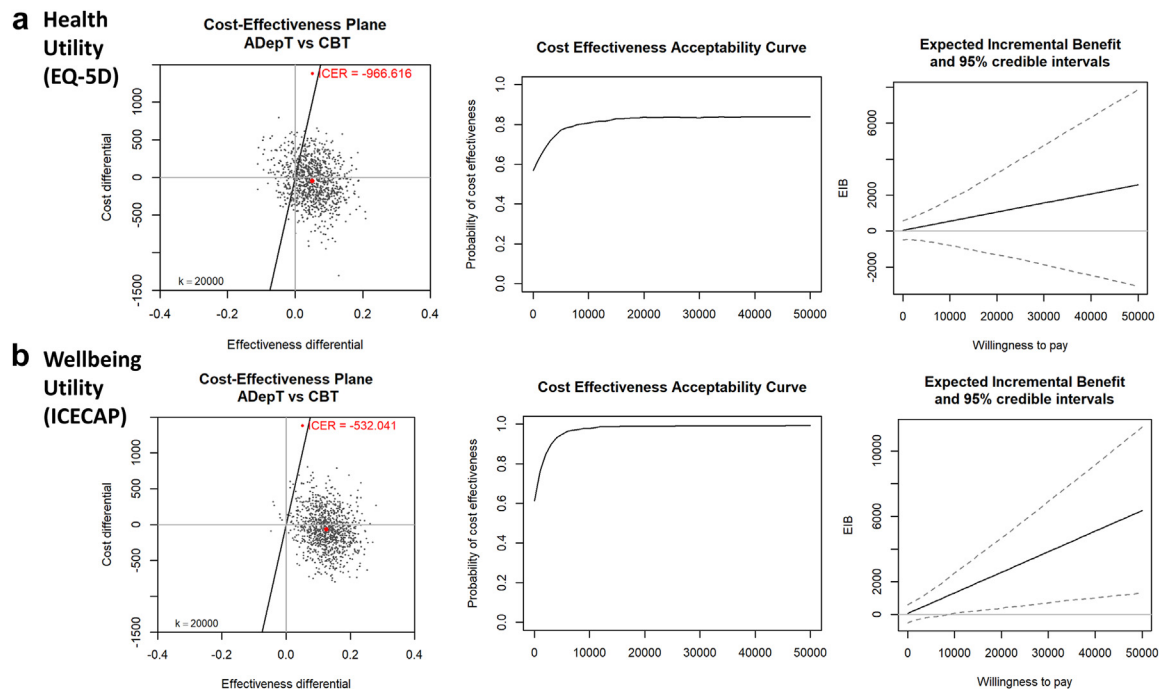 a Health
Utility
(EQ-5D)
Cost-Effectiveness Plane
ADepT vs CBT
ICER = -966.616
1000
500
0
-500
-1500
Cost differential
k = 20000
-0.4 -0.2 0.0 0.2 0.4
Effectiveness differential
Cost Effectiveness Acceptability Curve
1.0
0.8
0.6
0.4
0.2
0.0
Probability of cost effectiveness
0 10000 20000 30000 40000 50000
Expected Incremental Benefit
and 95% credible intervals
6000
2000
0
-2000
EIB
0 10000 20000 30000 40000 50000
Willingness to pay
b Wellbeing
Utility
(ICECAP)
Cost-Effectiveness Plane
ADepT vs CBT
ICER = -532.041
1000
500
0
-500
-1500
Cost differential
k = 20000
-0.4 -0.2 0.0 0.2 0.4
Effectiveness differential
Cost Effectiveness Acceptability Curve
1.0
0.8
0.6
0.4
0.2
0.0
Probability of cost effectiveness
0 10000 20000 30000 40000 50000
Expected Incremental Benefit
and 95% credible intervals
10000
6000
2000
0
EIB
0 10000 20000 30000 40000 50000
Willingness to pay